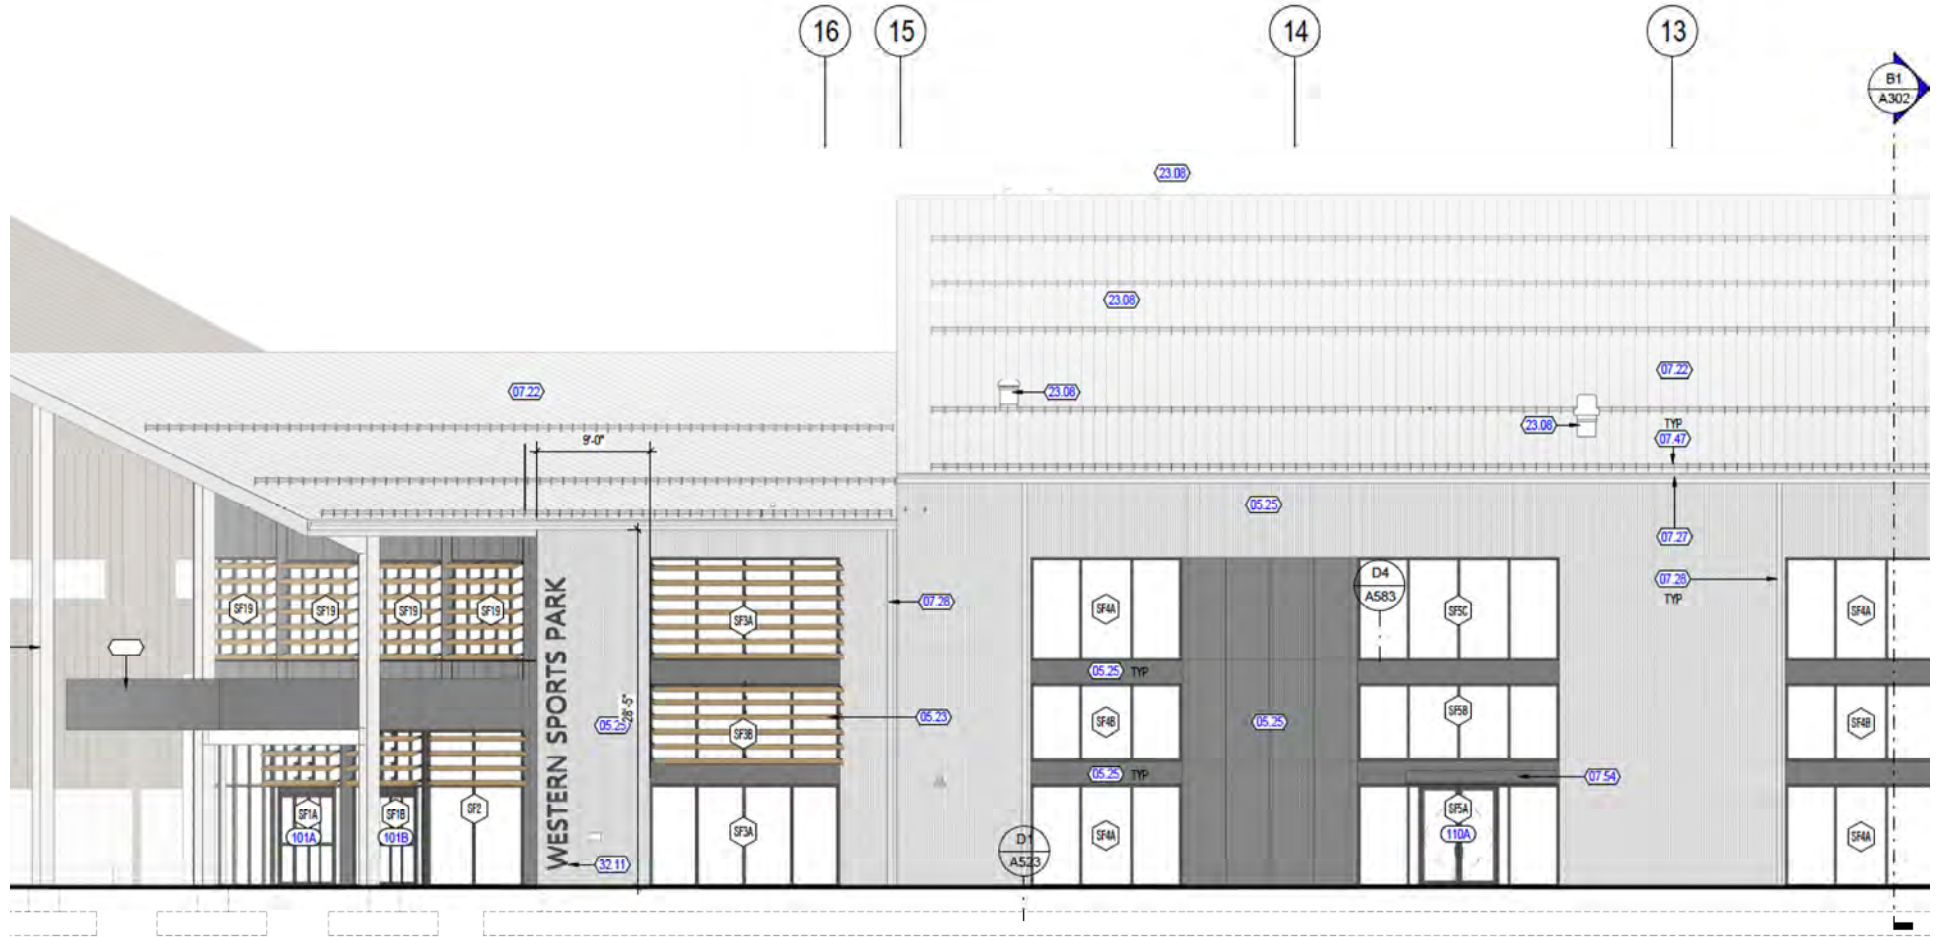 16
15
14
13
B1
A302
23.08
23.08
07.22
07.22
23.08
23.08
TYP
07.47
9'-0"
05.25
07.27
07.28
TYP
D4
A583
SF19
SF19
SF19
SF19
SF3A
07.28
SF4A
SF5C
SF4A
05.25 TYP
WESTERN SPORTS PARK
28'-5"
05.25
05.23
SF3B
SF4B
05.25
SF5B
SF4B
05.25 TYP
07.54
SF1A
101A
SF1B
101B
SF2
SF3A
SF4A
SF5A
110A
SF4A
D1
A523
32.11